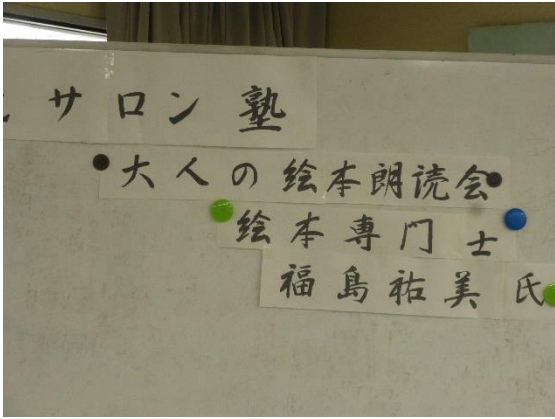 サロン塾
大人の絵本朗読会
絵本専門士
福島祐美 氏